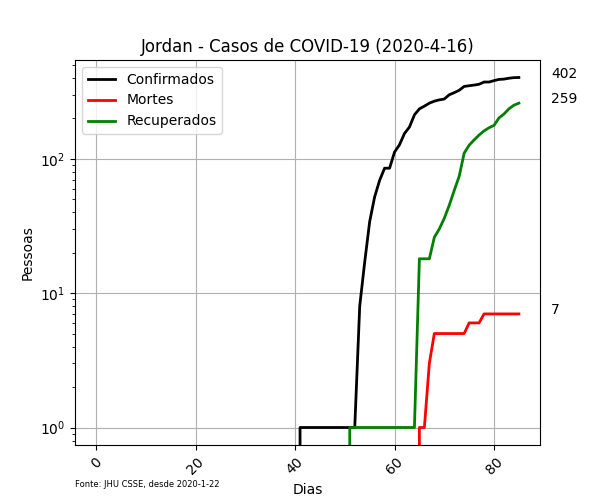 Jordan - Casos de COVID-19 (2020-4-16)
Confirmados
Mortes
Recuperados
402
259
7
10²
10¹
10⁰
Pessoas
0
20
40
60
80
Dias
Fonte: JHU CSSE, desde 2020-1-22